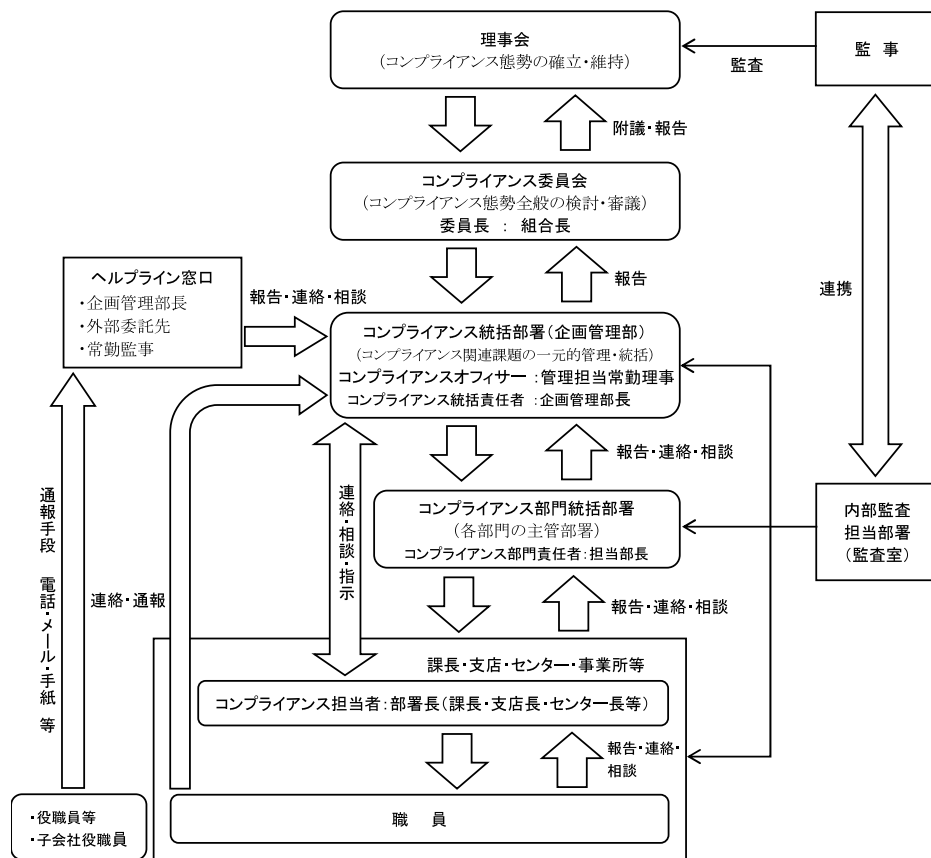 理事会
（コンプライアンス態勢の確立・維持）
監　事
監査
附議・報告
コンプライアンス委員会
（コンプライアンス態勢全般の検討・審議）
委員長　：　組合長
報告
連携
ヘルプライン窓口
・企画管理部長
・外部委託先
・常勤監事
報告・連絡・相談
コンプライアンス統括部署（企画管理部）
（コンプライアンス関連課題の一元的管理・統括）
コンプライアンスオフィサー　：管理担当常勤理事
コンプライアンス統括責任者　：企画管理部長
報告・連絡・相談
連絡・相談・指示
コンプライアンス部門統括部署
（各部門の主管部署）
コンプライアンス部門責任者：担当部長
内部監査
担当部署
（監査室）
通報手段　電話・メール・手紙　等
連絡・通報
報告・連絡・相談
課長・支店・センター・事業所等
コンプライアンス担当者：部署長（課長・支店長・センター長等）
報告・連絡・
相談
・役職員等
・子会社役職員
職　員